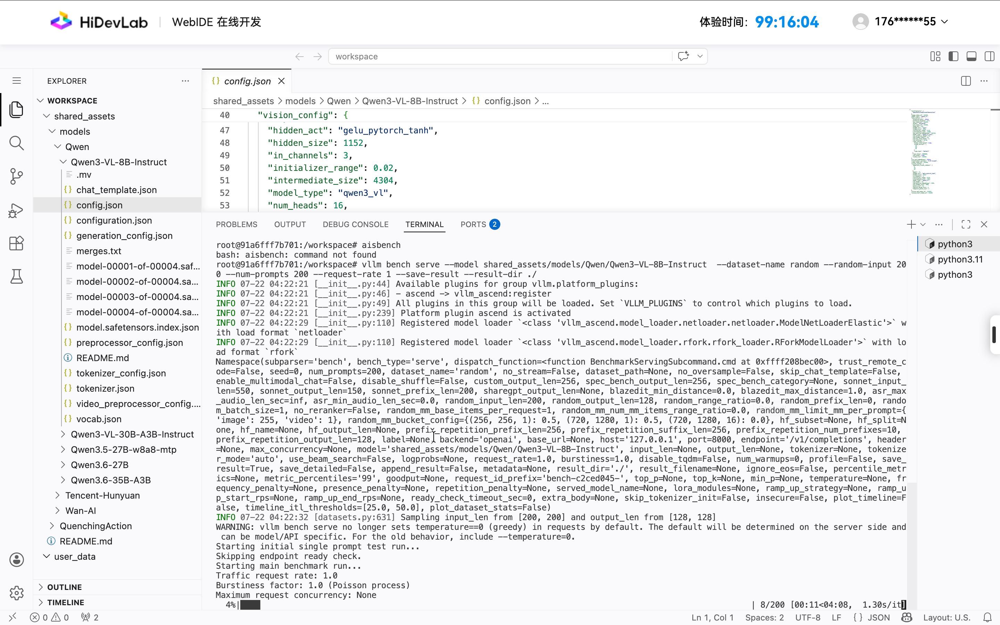 HiDevLab | WebIDE 在线开发
体验时间： 99:16:04
176******55
workspace
EXPLORER
WORKSPACE
shared_assets
models
Qwen
Qwen3-VL-8B-Instruct
.mv
chat_template.json
config.json
configuration.json
generation_config.json
merges.txt
model-00001-of-00004.saf...
model-00002-of-00004.sa...
model-00003-of-00004.sa...
model-00004-of-00004.sa...
model.safetensors.index.json
preprocessor_config.json
README.md
tokenizer_config.json
tokenizer.json
video_preprocessor_config....
vocab.json
Qwen3-VL-30B-A3B-Instruct
Qwen3.5-27B-w8a8-mtp
Qwen3.6-27B
Qwen3.6-35B-A3B
Tencent-Hunyuan
Wan-AI
QuenchingAction
README.md
user_data
OUTLINE
TIMELINE
config.json
shared_assets > models > Qwen > Qwen3-VL-8B-Instruct > {} config.json > ...
40 "vision_config": {
47 "hidden_act": "gelu_pytorch_tanh",
48 "hidden_size": 1152,
49 "in_channels": 3,
50 "initializer_range": 0.02,
51 "intermediate_size": 4304,
52 "model_type": "qwen3_vl",
53 "num_heads": 16,
PROBLEMS OUTPUT DEBUG CONSOLE TERMINAL PORTS 2
root@91a6fff7b701:/workspace# aisbench
bash: aisbench: command not found
root@91a6fff7b701:/workspace# vllm bench serve --model shared_assets/models/Qwen/Qwen3-VL-8B-Instruct  --dataset-name random --random-input 20
0 --num-prompts 200 --request-rate 1 --save-result --result-dir ./
INFO 07-22 04:22:21 [__init__.py:44] Available plugins for group vllm.platform_plugins:
INFO 07-22 04:22:21 [__init__.py:46] - ascend -> vllm_ascend:register
INFO 07-22 04:22:21 [__init__.py:49] All plugins in this group will be loaded. Set `VLLM_PLUGINS` to control which plugins to load.
INFO 07-22 04:22:21 [__init__.py:239] Platform plugin ascend is activated
INFO 07-22 04:22:29 [__init__.py:110] Registered model loader `<class 'vllm_ascend.model_loader.netloader.netloader.ModelNetLoaderElastic'>` w
ith load format `netloader`
INFO 07-22 04:22:29 [__init__.py:110] Registered model loader `<class 'vllm_ascend.model_loader.rfork.rfork_loader.RForkModelLoader'>` with lo
ad format `rfork`
Namespace(subparser='bench', bench_type='serve', dispatch_function=<function BenchmarkServingSubcommand.cmd at 0xffff208bec00>, trust_remote_c
ode=False, seed=0, num_prompts=200, dataset_name='random', no_stream=False, dataset_path=None, no_oversample=False, skip_chat_template=False,
enable_multimodal_chat=False, disable_shuffle=False, custom_output_len=256, spec_bench_output_len=256, spec_bench_category=None, sonnet_input_
len=550, sonnet_output_len=150, sonnet_prefix_len=200, sharegpt_output_len=None, blazedit_min_distance=0.0, blazedit_max_distance=1.0, asr_max
_audio_len_sec=inf, asr_min_audio_len_sec=0.0, random_input_len=200, random_output_len=128, random_range_ratio=0.0, random_prefix_len=0, rando
m_batch_size=1, no_reranker=False, random_mm_base_items_per_request=1, random_mm_num_mm_items_range_ratio=0.0, random_mm_limit_mm_per_prompt={
'image': 255, 'video': 1}, random_mm_bucket_config={(256, 256, 1): 0.5, (720, 1280, 1): 0.5, (720, 1280, 16): 0.0}, hf_subset=None, hf_split=N
one, hf_name=None, hf_output_len=None, prefix_repetition_prefix_len=256, prefix_repetition_suffix_len=256, prefix_repetition_num_prefixes=10,
prefix_repetition_output_len=128, label=None, backend='openai', base_url=None, host='127.0.0.1', port=8000, endpoint='/v1/completions', header
=None, max_concurrency=None, model='shared_assets/models/Qwen/Qwen3-VL-8B-Instruct', input_len=None, output_len=None, tokenizer=None, tokenize
r_mode='auto', use_beam_search=False, logprobs=None, request_rate=1.0, burstiness=1.0, disable_tqdm=False, num_warmups=0, profile=False, save_
result=True, save_detailed=False, append_result=False, metadata=None, result_dir='./', result_filename=None, ignore_eos=False, percentile_metr
ics=None, metric_percentiles='99', goodput=None, request_id_prefix='bench-c2ced045-', top_p=None, top_k=None, min_p=None, temperature=None, fr
equency_penalty=None, presence_penalty=None, repetition_penalty=None, served_model_name=None, lora_modules=None, ramp_up_strategy=None, ramp_u
p_start_rps=None, ramp_up_end_rps=None, ready_check_timeout_sec=0, extra_body=None, skip_tokenizer_init=False, insecure=False, plot_timeline=F
alse, timeline_itl_thresholds=[25.0, 50.0], plot_dataset_stats=False)
INFO 07-22 04:22:32 [datasets.py:631] Sampling input_len from [200, 200] and output_len from [128, 128]
WARNING: vllm bench serve no longer sets temperature==0 (greedy) in requests by default. The default will be determined on the server side and
can be model/API specific. For the old behavior, include --temperature=0.
Starting initial single prompt test run...
Skipping endpoint ready check.
Starting main benchmark run...
Traffic request rate: 1.0
Burstiness factor: 1.0 (Poisson process)
Maximum request concurrency: None
4%| | 8/200 [00:11<04:08,  1.30s/it]
python3
python3.11
python3
0 0 2
Ln 1, Col 1 Spaces: 2 UTF-8 LF {} JSON Layout: U.S.